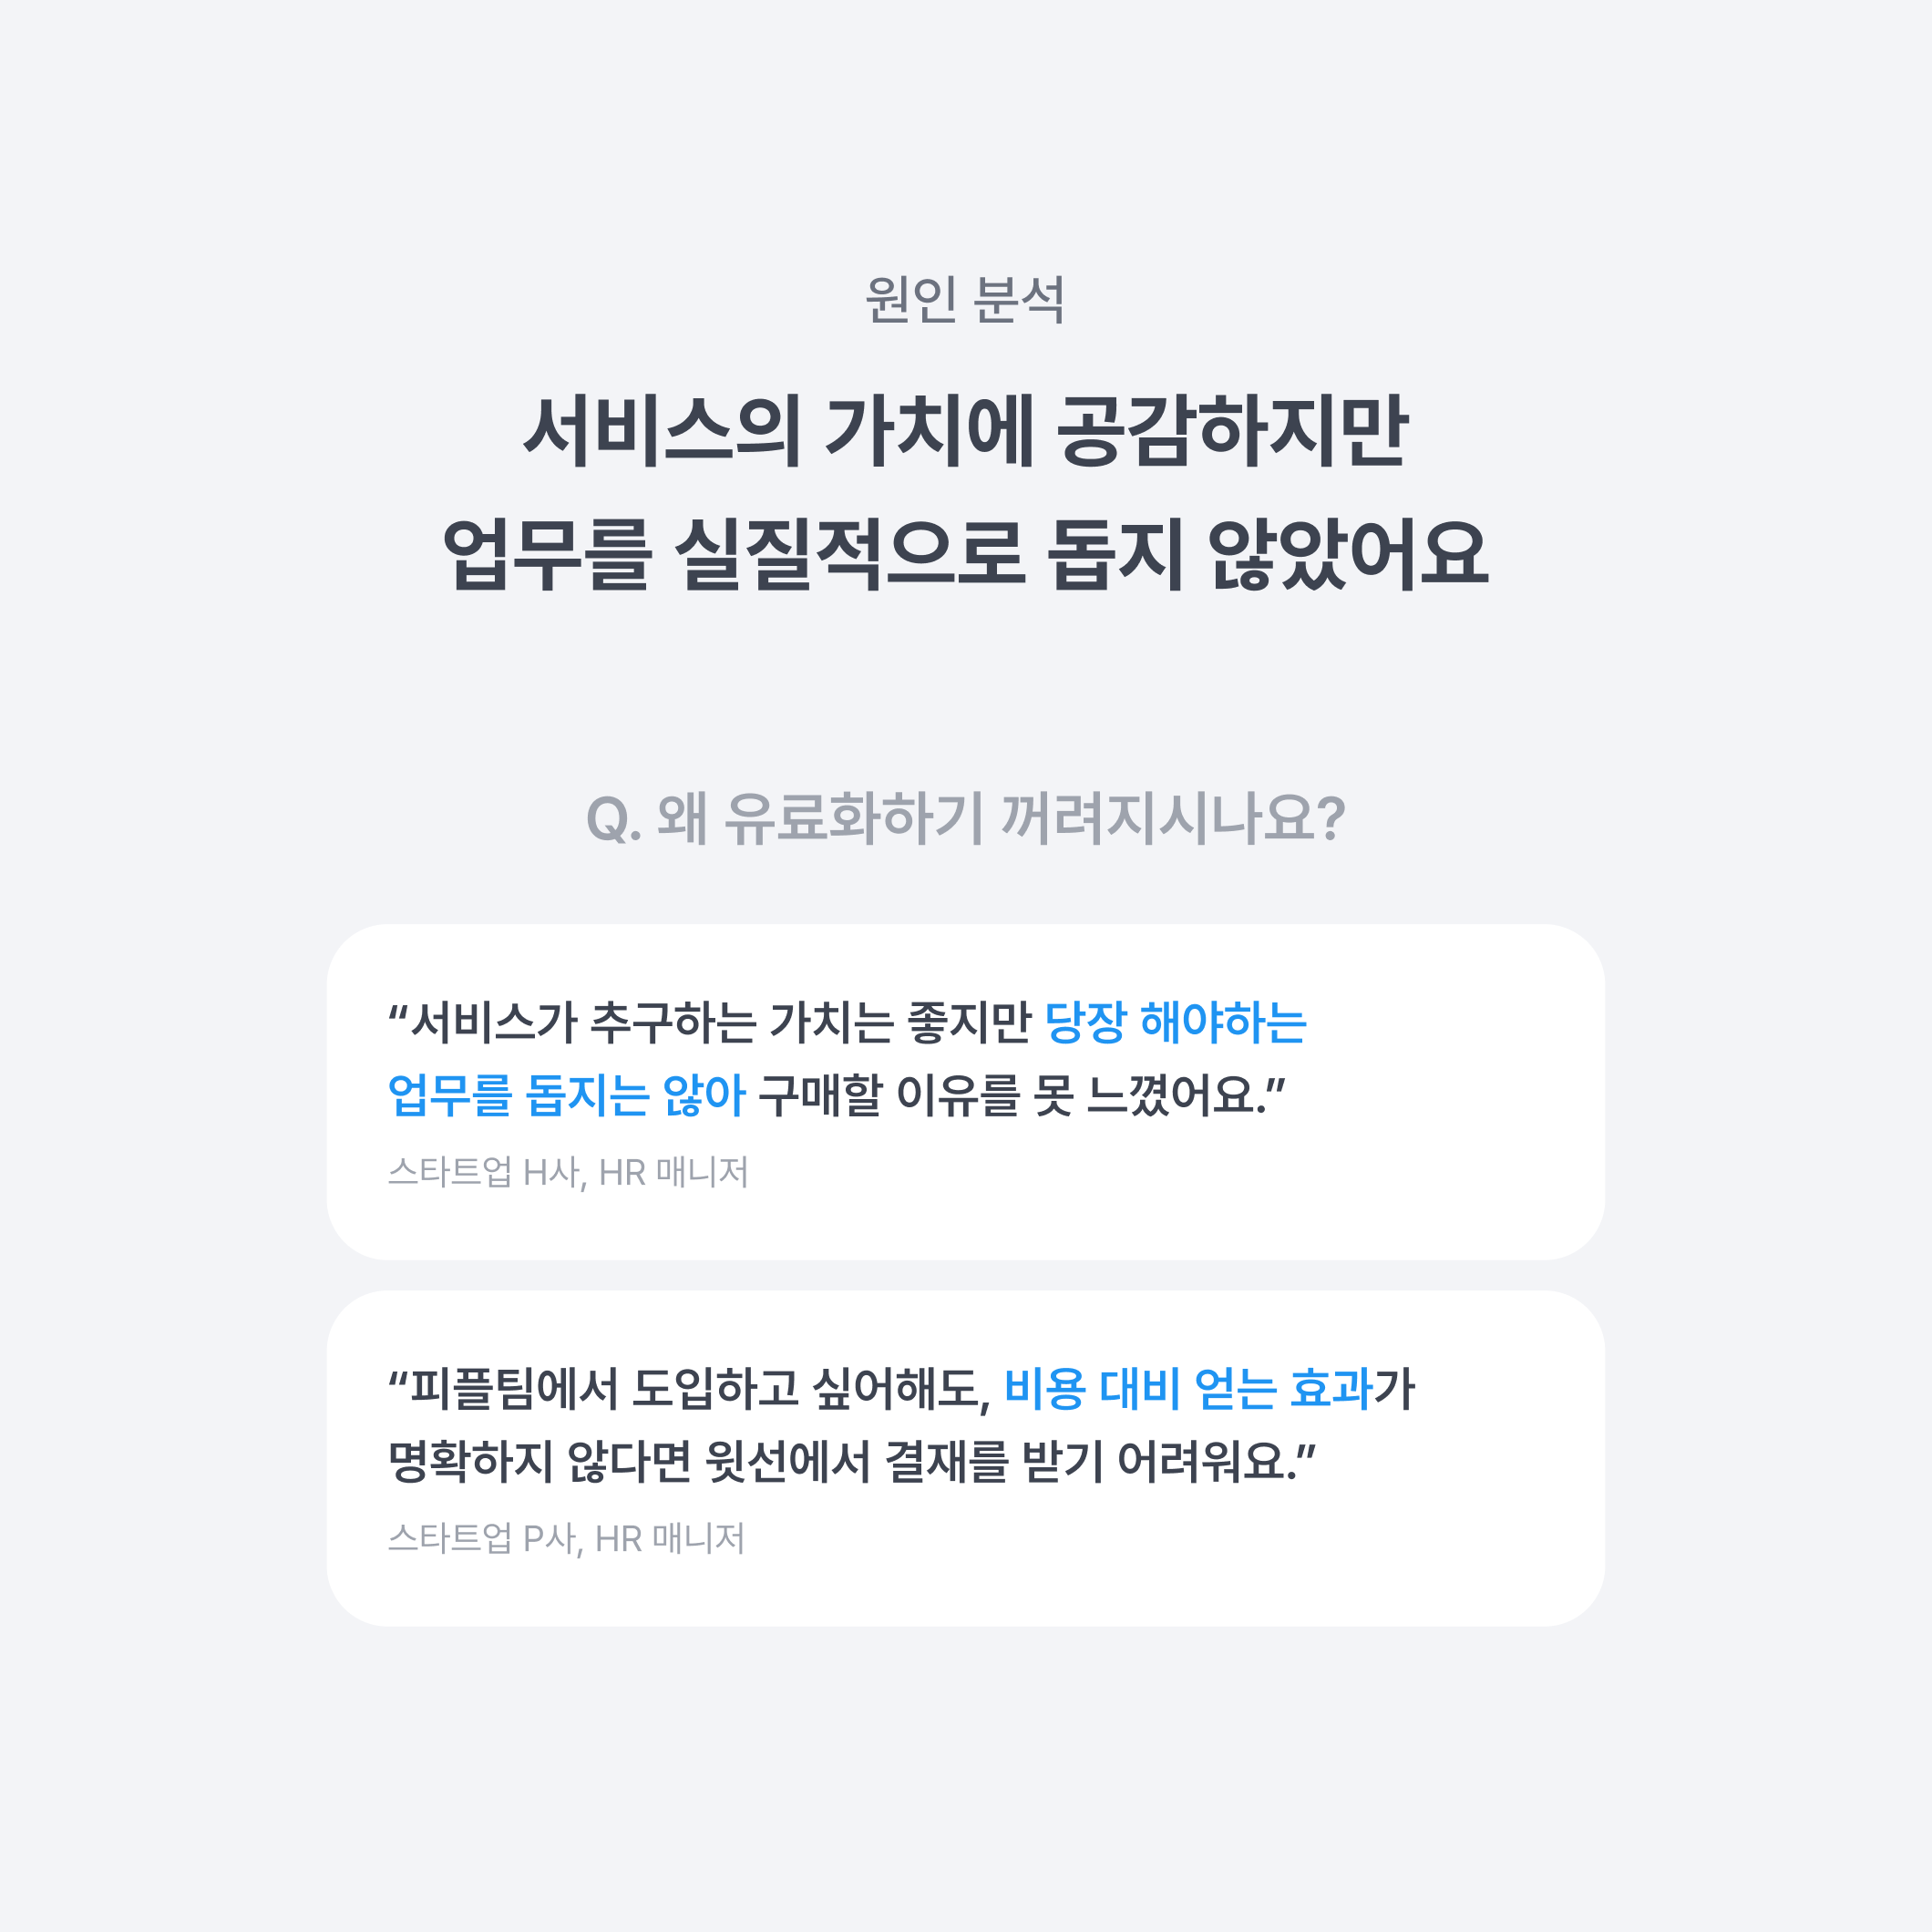 원인 분석
서비스의 가치에 공감하지만
업무를 실질적으로 돕지 않았어요
Q. 왜 유료화하기 꺼려지시나요?
“서비스가 추구하는 가치는 좋지만 당장 해야하는
업무를 돕지는 않아 구매할 이유를 못 느꼈어요.”
스타트업 H사, HR 매니저
“피플팀에서 도입하고 싶어해도, 비용 대비 얻는 효과가
명확하지 않다면 윗선에서 결재를 받기 어려워요.”
스타트업 P사, HR 매니저